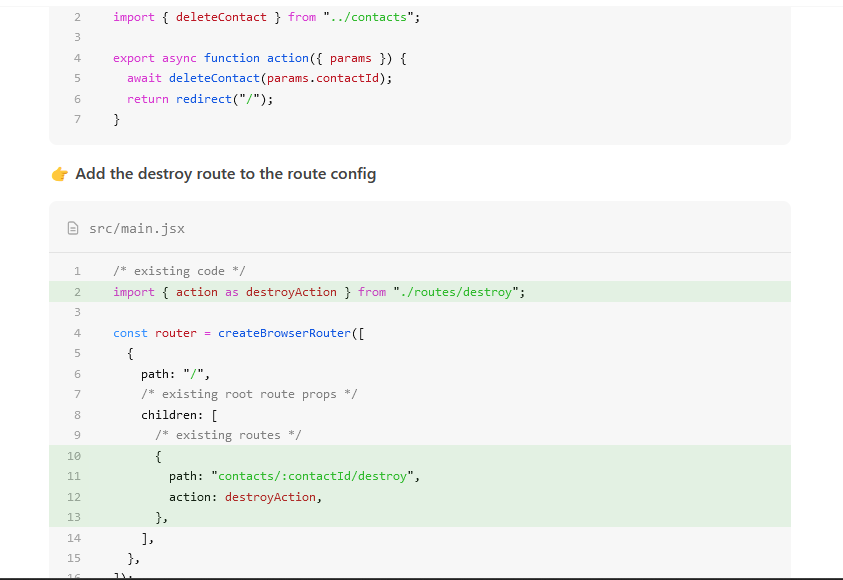 2 import { deleteContact } from "../contacts";
3
4 export async function action({ params }) {
5   await deleteContact(params.contactId);
6   return redirect("/");
7 }
👉 Add the destroy route to the route config
src/main.jsx
1 /* existing code */
2 import { action as destroyAction } from "./routes/destroy";
3
4 const router = createBrowserRouter([
5   {
6     path: "/",
7     /* existing root route props */
8     children: [
9       /* existing routes */
10       {
11         path: "contacts/:contactId/destroy",
12         action: destroyAction,
13       },
14     ],
15   },
16 ]);